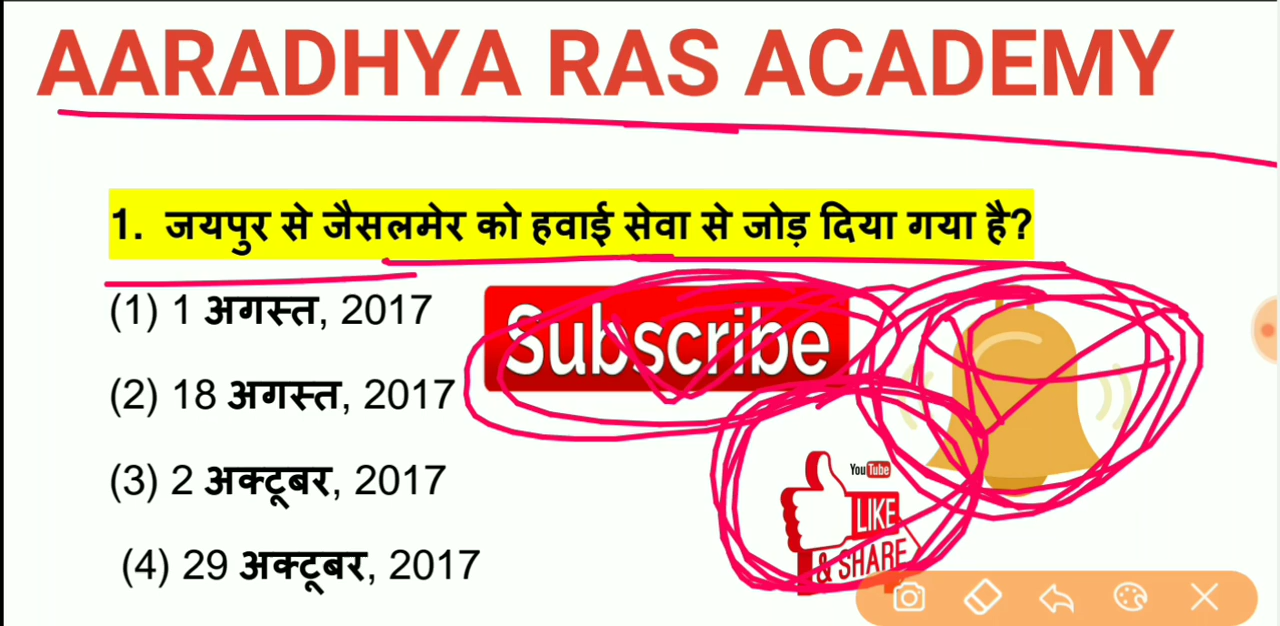 AARADHYA RAS ACADEMY
1. जयपुर से जैसलमेर को हवाई सेवा से जोड़ दिया गया है?
(1) 1 अगस्त, 2017
Subscribe
(2) 18 अगस्त, 2017
(3) 2 अक्टूबर, 2017
YouTube
LIKE
& SHARE
(4) 29 अक्टूबर, 2017